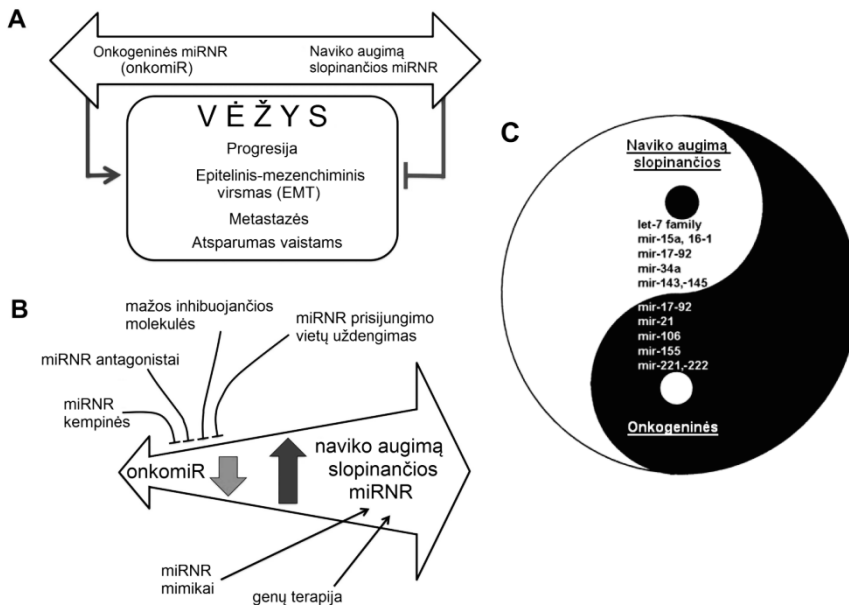 A
Onkogeninės miRNR
(onkomiR)
Naviko augimą
slopinančios miRNR
VĖŽYS
Progresija
Epitelinis-mezenchiminis
virsmas (EMT)
Metastazės
Atsparumas vaistams
B
mažos inhibuojančios
molekulės
miRNR prisijungimo
vietų uždengimas
miRNR antagonistai
miRNR
kempinės
onkomiR
naviko augimą
slopinančios
miRNR
miRNR
mimikai
genų terapija
C
Naviko augimą
slopinančios
let-7 family
mir-15a, 16-1
mir-17-92
mir-34a
mir-143,-145
mir-17-92
mir-21
mir-106
mir-155
mir-221,-222
Onkogeninės